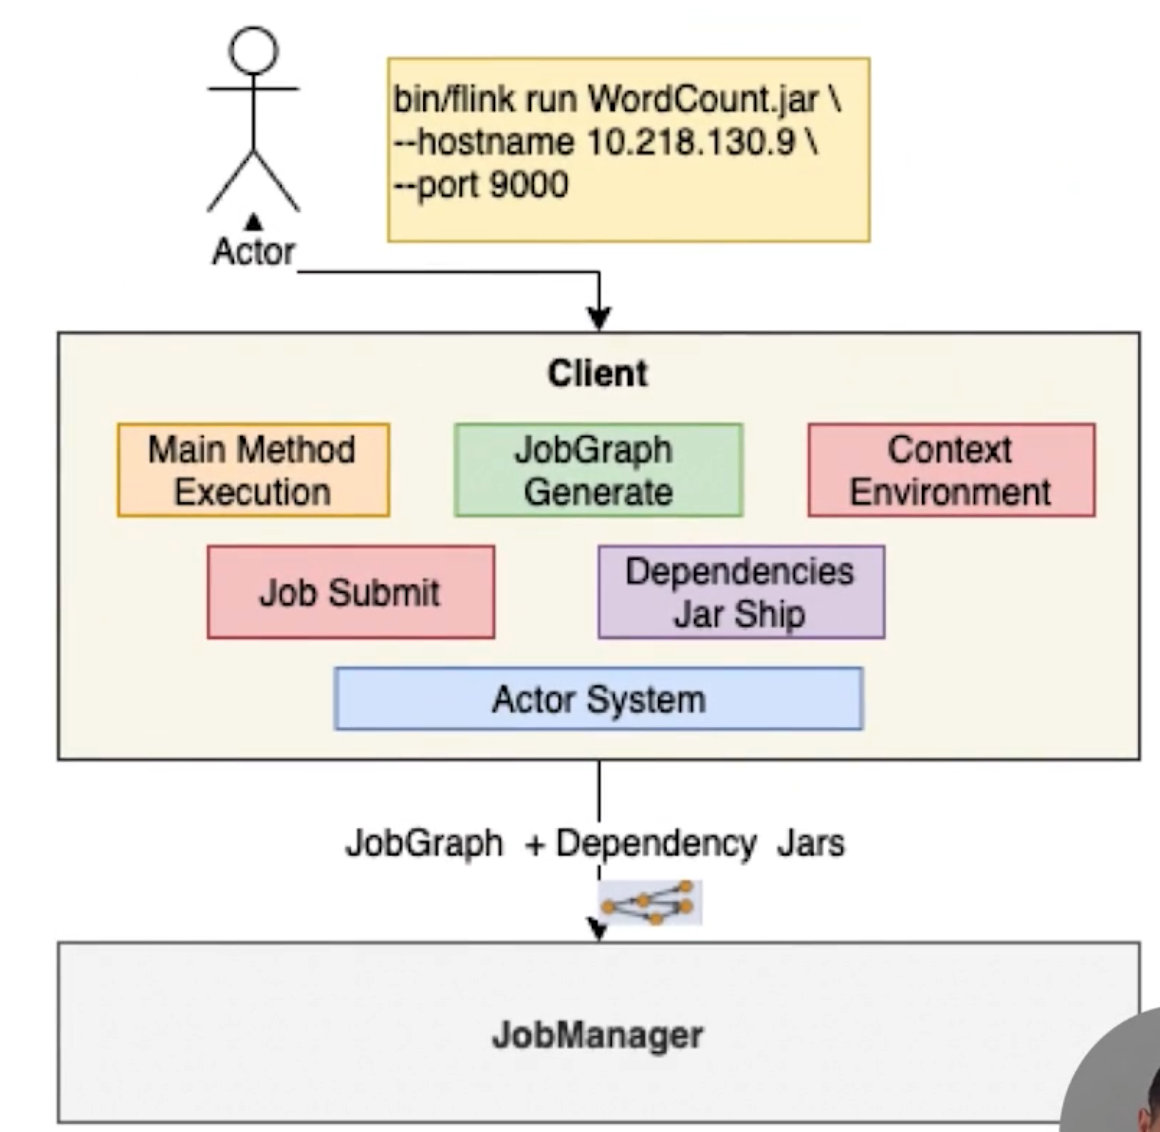 bin/flink run WordCount.jar \
--hostname 10.218.130.9 \
--port 9000
Actor
Client
Main Method
Execution
JobGraph
Generate
Context
Environment
Job Submit
Dependencies
Jar Ship
Actor System
JobGraph + Dependency Jars
JobManager